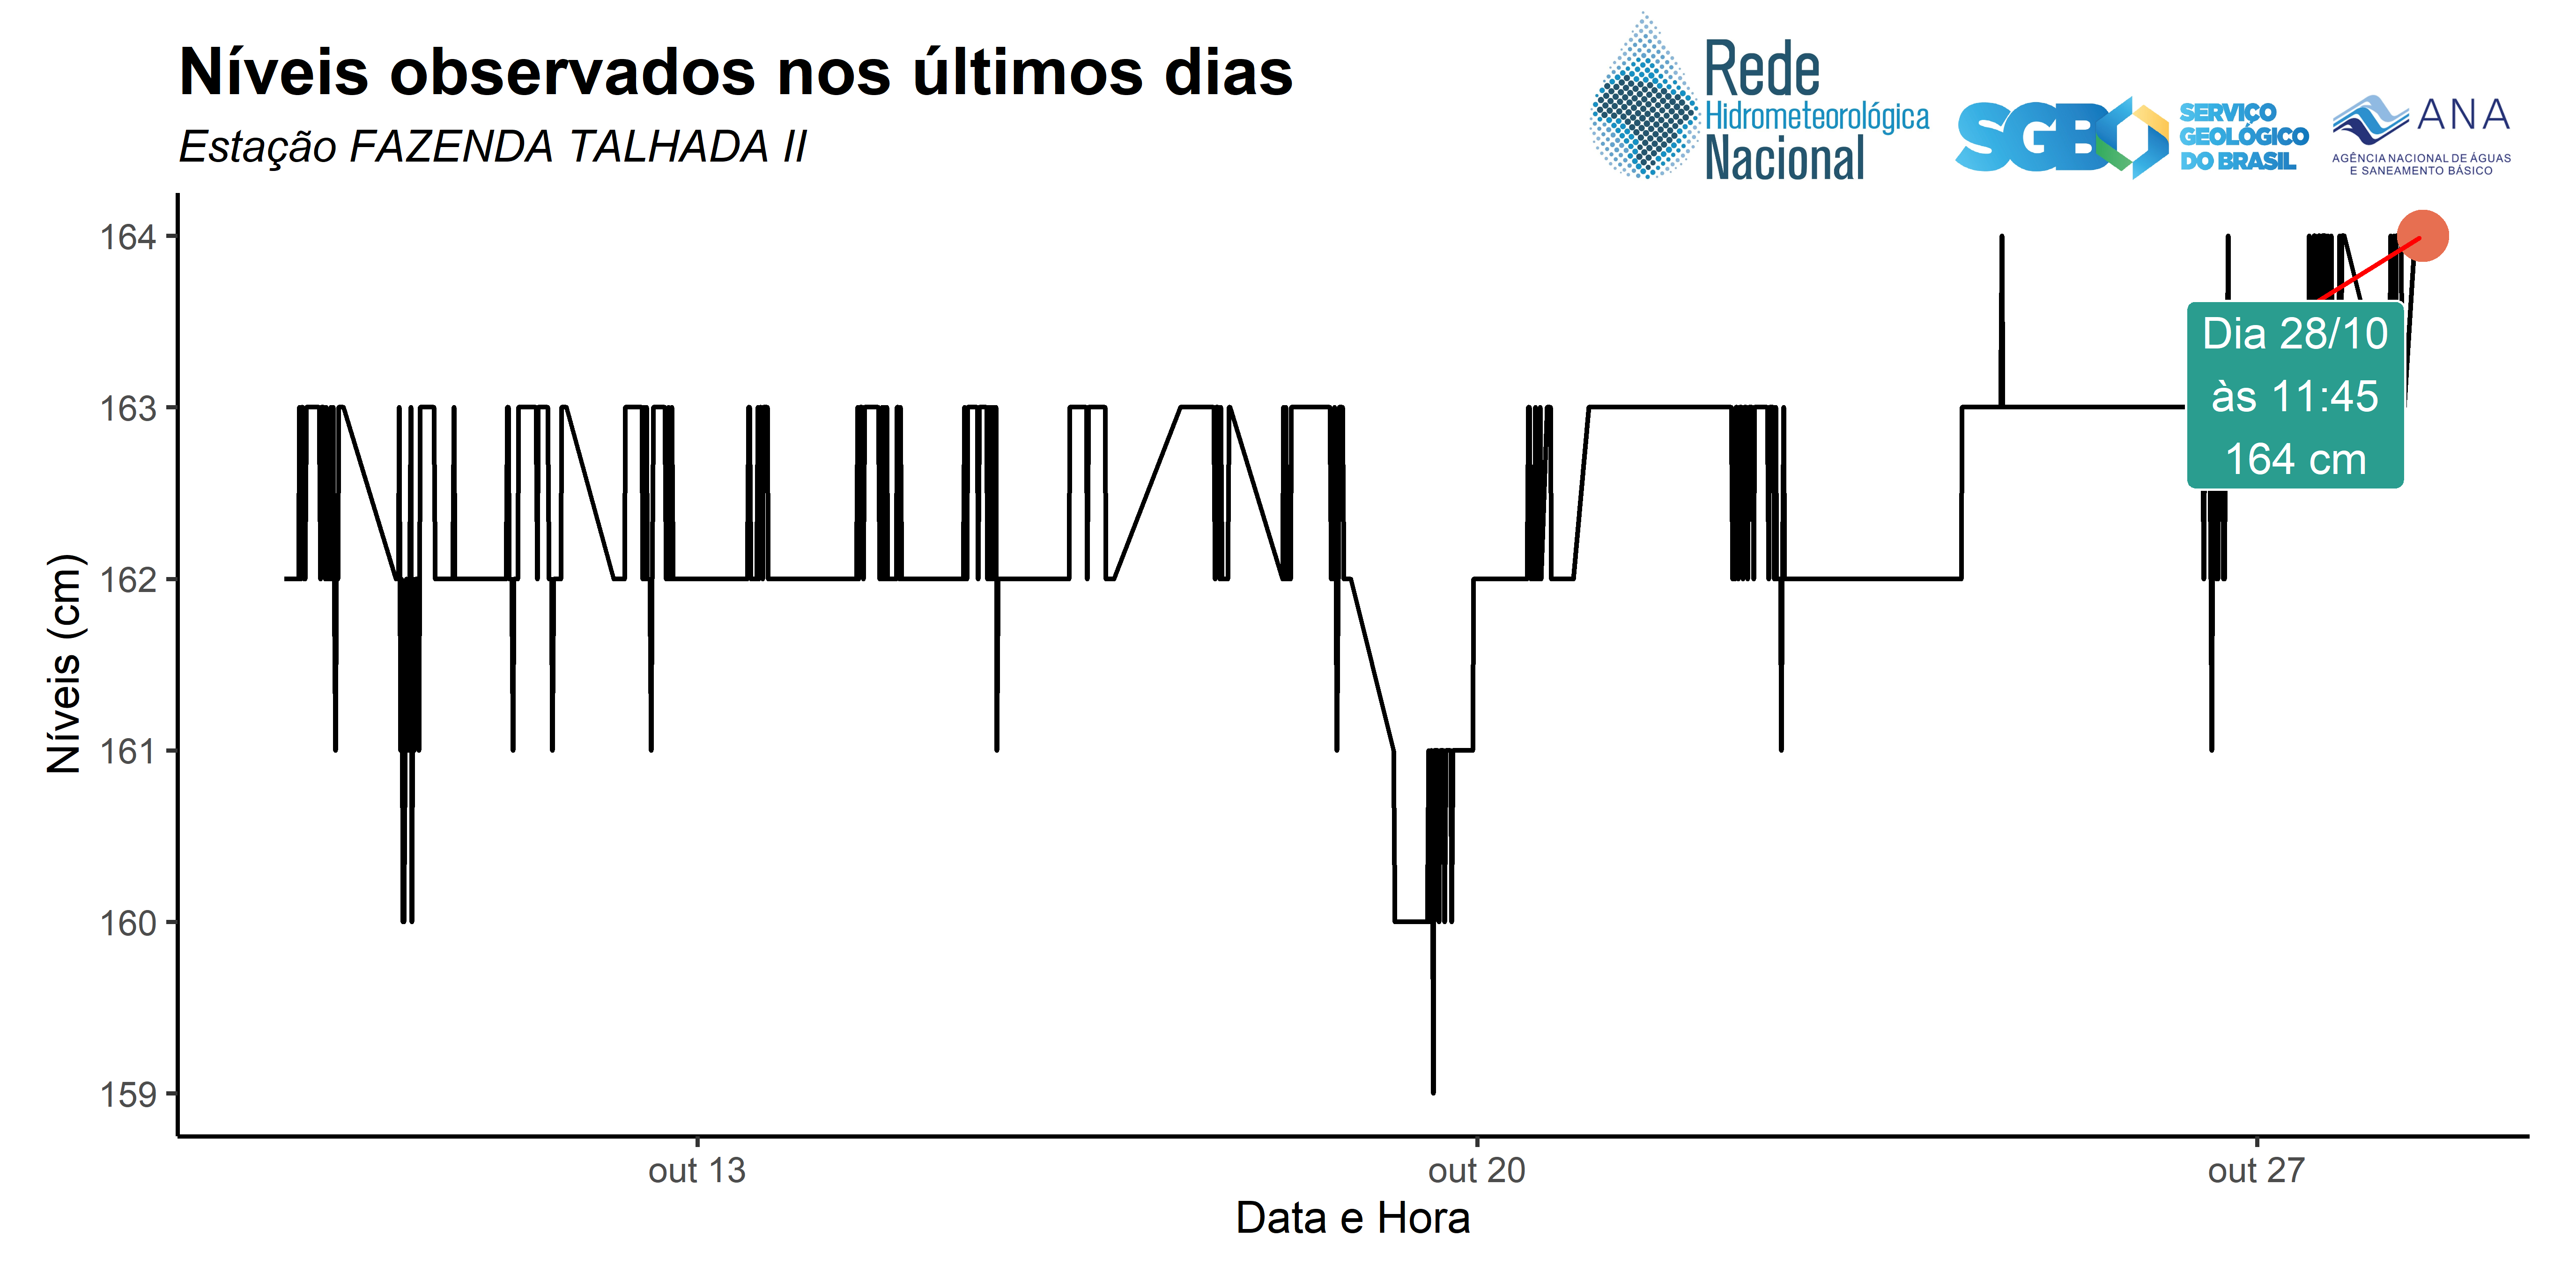 Níveis observados nos últimos dias
Estação FAZENDA TALHADA II
Rede
Hidrometeorológica
Nacional
SGB
SERVIÇO
GEOLÓGICO
DO BRASIL
ANA
AGÊNCIA NACIONAL DE ÁGUAS
E SANEAMENTO BÁSICO
164
163
162
161
160
159
Níveis (cm)
Dia 28/10
às 11:45
164 cm
out 13
out 20
out 27
Data e Hora